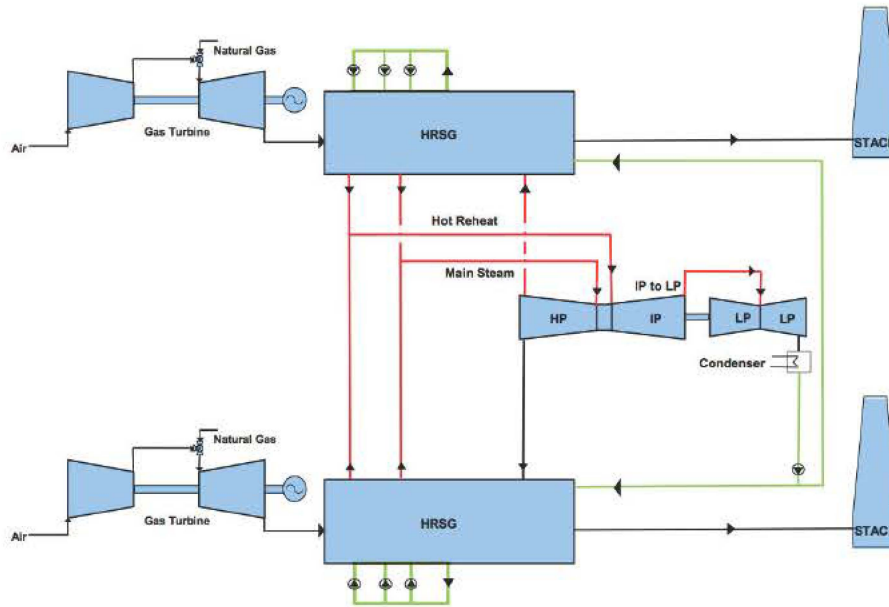 Natural Gas
Gas Turbine
Air
HRSG
STACK
Hot Reheat
Main Steam
IP to LP
HP
IP
LP
LP
Condenser
Natural Gas
Gas Turbine
Air
HRSG
STAC